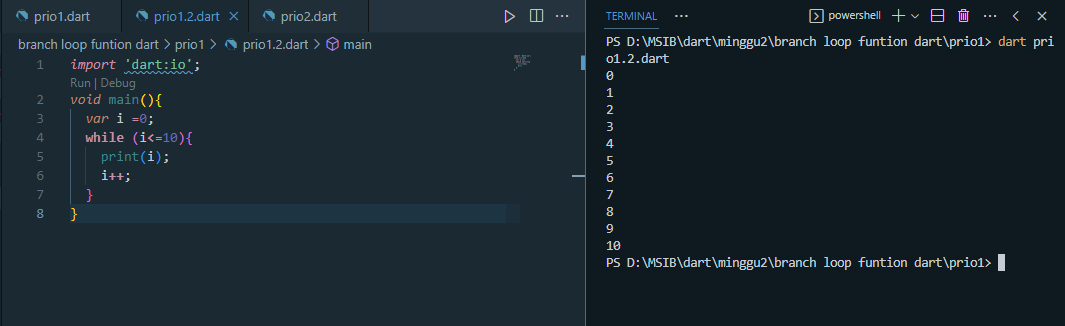 prio1.dart prio1.2.dart prio2.dart
branch loop funtion dart > prio1 > prio1.2.dart > main
1 import 'dart:io';
Run | Debug
2 void main(){
3 var i =0;
4 while (i<=10){
5 print(i);
6 i++;
7 }
8 }
TERMINAL ... powershell
PS D:\MSIB\dart\minggu2\branch loop funtion dart\prio1> dart pri
o1.2.dart
0
1
2
3
4
5
6
7
8
9
10
PS D:\MSIB\dart\minggu2\branch loop funtion dart\prio1>